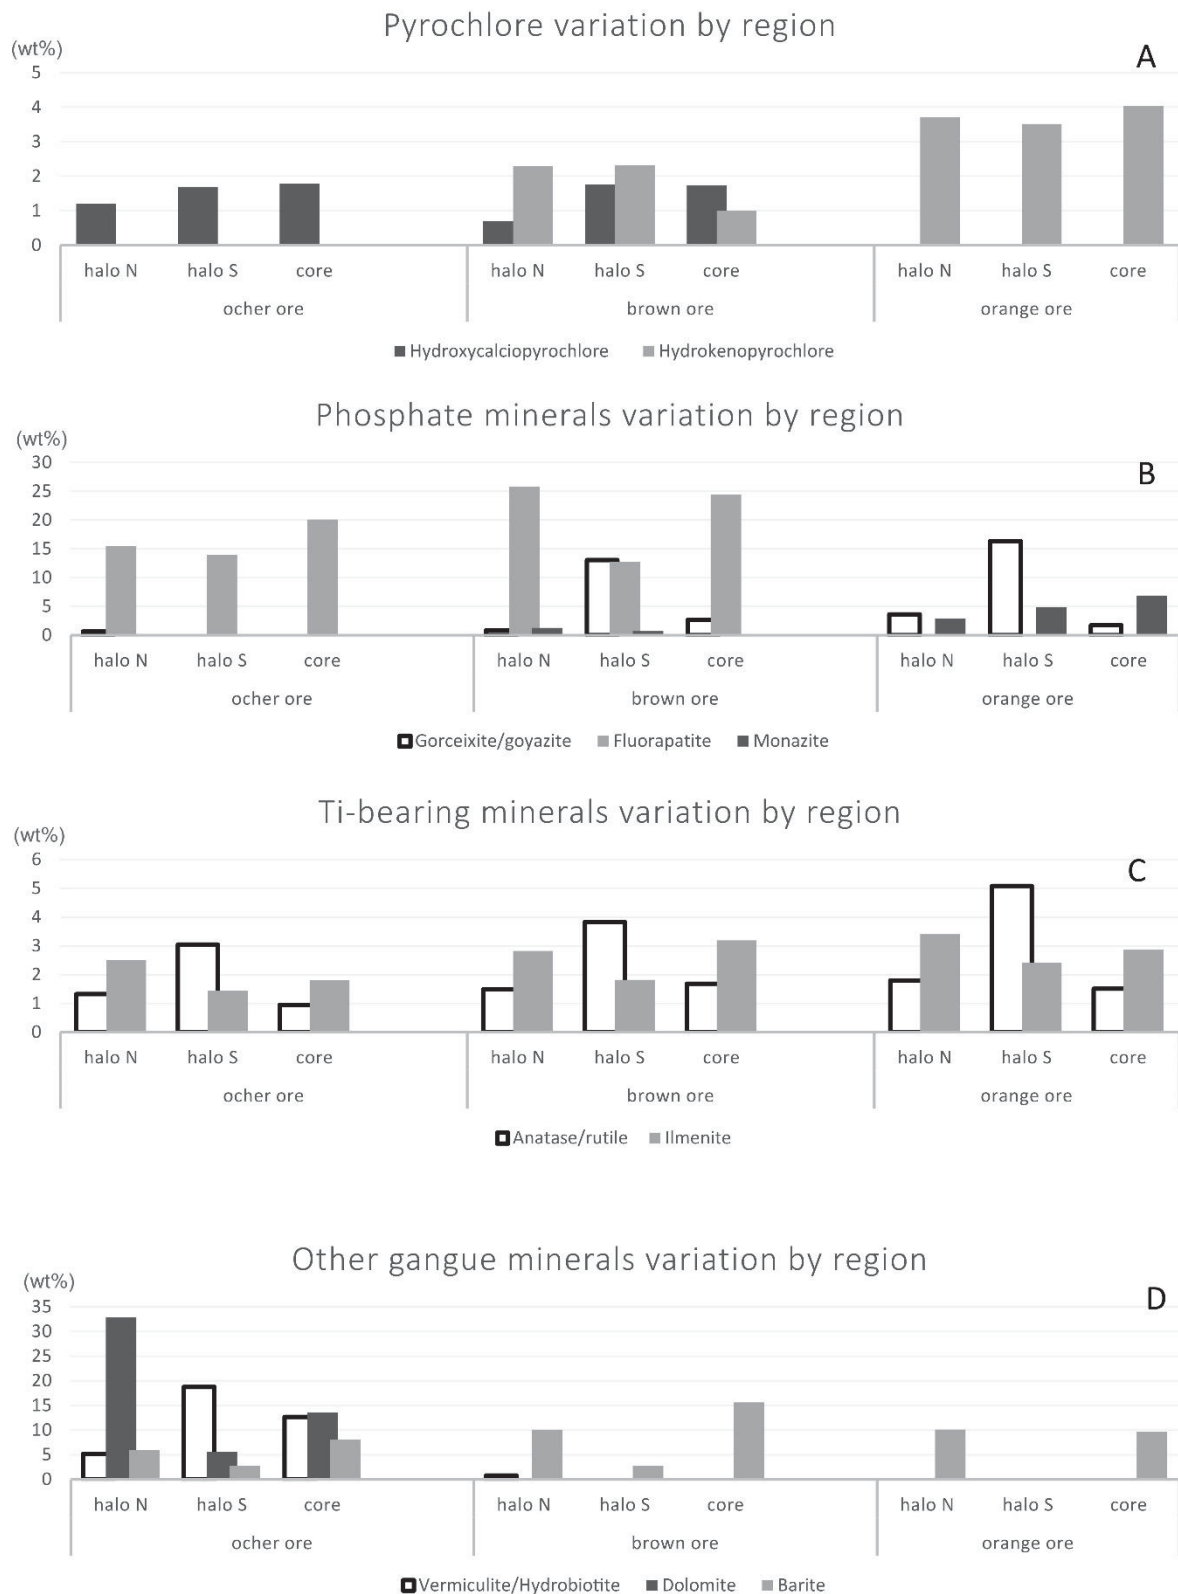 Pyrochlore variation by region
(wt%)
A
5
4
3
2
1
0
halo N halo S core halo N halo S core halo N halo S core
ocher ore brown ore orange ore
Hydroxycalciopyrochlore Hydrokenopyrochlore
Phosphate minerals variation by region
(wt%)
B
30
25
20
15
10
5
0
halo N halo S core halo N halo S core halo N halo S core
ocher ore brown ore orange ore
Gorceixite/goyazite Fluorapatite Monazite
Ti-bearing minerals variation by region
(wt%)
C
6
5
4
3
2
1
0
halo N halo S core halo N halo S core halo N halo S core
ocher ore brown ore orange ore
Anatase/rutile Ilmenite
Other gangue minerals variation by region
(wt%)
D
35
30
25
20
15
10
5
0
halo N halo S core halo N halo S core halo N halo S core
ocher ore brown ore orange ore
Vermiculite/Hydrobiotite Dolomite Barite